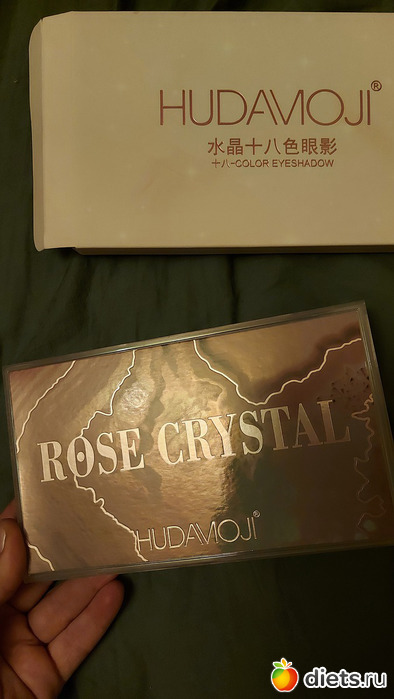 HUDAMOJI®
水晶十八色眼影
十八-COLOR EYESHADOW
ROSE CRYSTAL
HUDAMOJI®
diets.ru